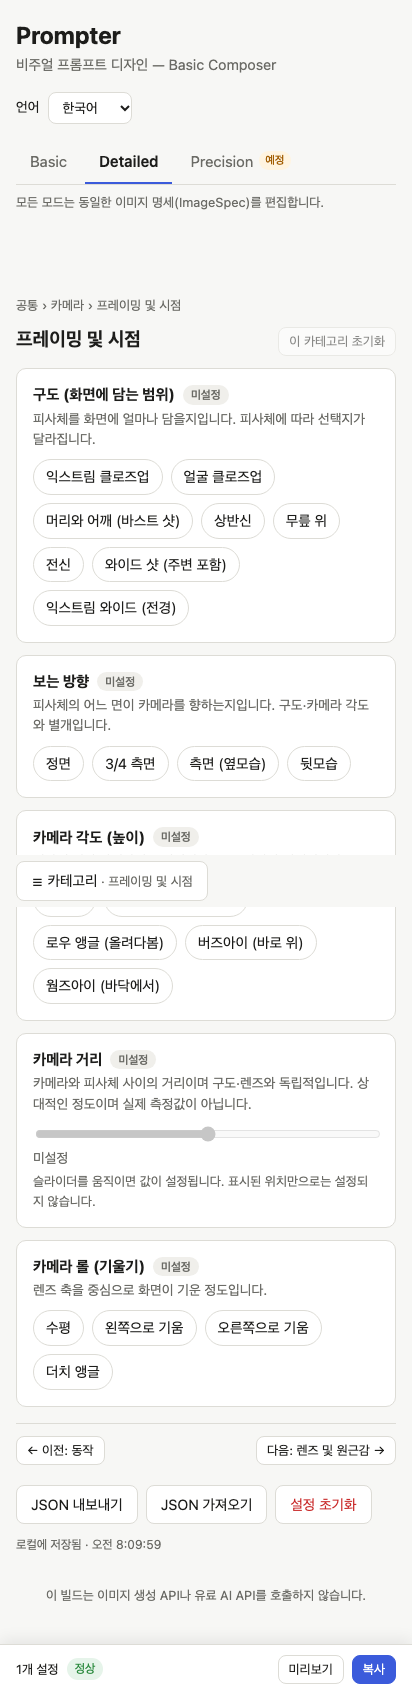 Prompter
비주얼 프롬프트 디자인 — Basic Composer
언어 한국어
Basic Detailed Precision 예정
모든 모드는 동일한 이미지 명세(ImageSpec)를 편집합니다.
공통 › 카메라 › 프레이밍 및 시점
프레이밍 및 시점 이 카테고리 초기화
구도 (화면에 담는 범위) 미설정
피사체를 화면에 얼마나 담을지입니다. 피사체에 따라 선택지가
달라집니다.
익스트림 클로즈업 얼굴 클로즈업
머리와 어깨 (바스트 샷) 상반신 무릎 위
전신 와이드 샷 (주변 포함)
익스트림 와이드 (전경)
보는 방향 미설정
피사체의 어느 면이 카메라를 향하는지입니다. 구도·카메라 각도
와 별개입니다.
정면 3/4 측면 측면 (옆모습) 뒷모습
카메라 각도 (높이) 미설정
≡ 카테고리 · 프레이밍 및 시점
로우 앵글 (올려다봄) 버즈아이 (바로 위)
웜즈아이 (바닥에서)
카메라 거리 미설정
카메라와 피사체 사이의 거리이며 구도·렌즈와 독립적입니다. 상
대적인 정도이며 실제 측정값이 아닙니다.
미설정
슬라이더를 움직이면 값이 설정됩니다. 표시된 위치만으로는 설정되
지 않습니다.
카메라 롤 (기울기) 미설정
렌즈 축을 중심으로 화면이 기운 정도입니다.
수평 왼쪽으로 기움 오른쪽으로 기움
더치 앵글
← 이전: 동작 다음: 렌즈 및 원근감 →
JSON 내보내기 JSON 가져오기 설정 초기화
로컬에 저장됨 · 오전 8:09:59
이 빌드는 이미지 생성 API나 유료 AI API를 호출하지 않습니다.
1개 설정 정상 미리보기 복사